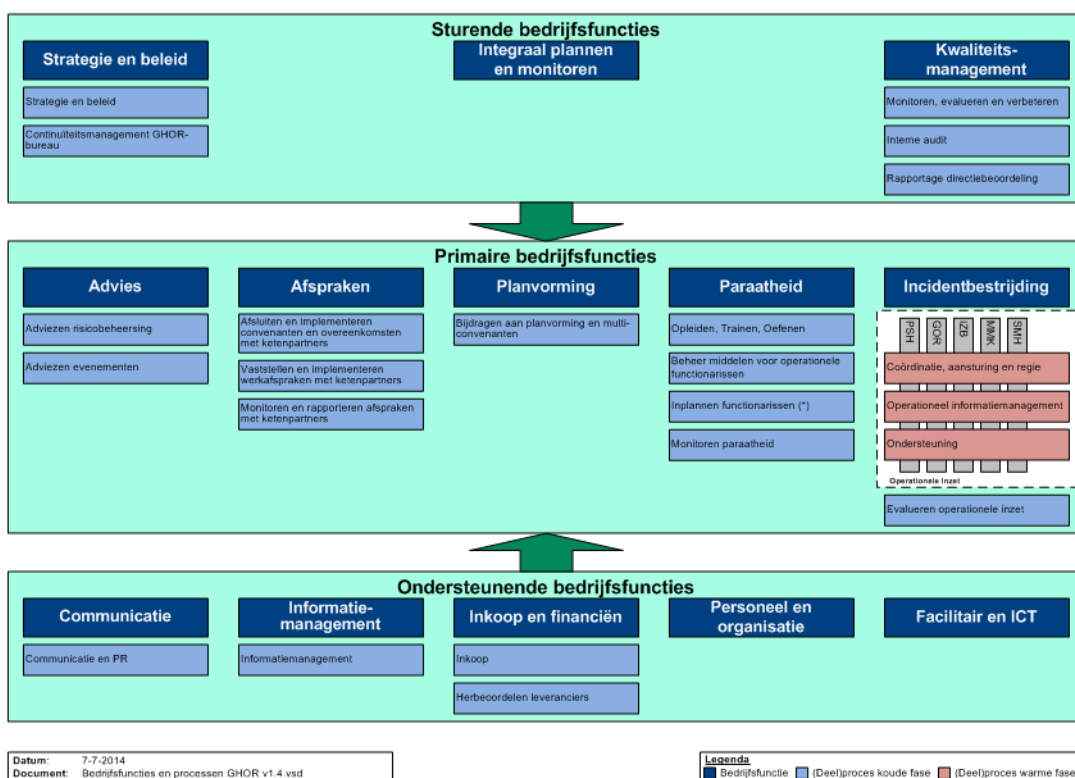 Sturende bedrijfsfuncties
Strategie en beleid
Integraal plannen
en monitoren
Kwaliteits-
management
Strategie en beleid
Continuïteitsmanagement GHOR-
bureau
Monitoren, evalueren en verbeteren
Interne audit
Rapportage directiebeoordeling
Primaire bedrijfsfuncties
Advies
Afspraken
Planvorming
Paraatheid
Incidentbestrijding
Adviezen risicobeheersing
Adviezen evenementen
Afsluiten en implementeren
convenanten en overeenkomsten
met ketenpartners
Vaststellen en implementeren
werkafspraken met ketenpartners
Monitoren en rapporteren afspraken
met ketenpartners
Bijdragen aan planvorming en multi-
convenanten
Opleiden, Trainen, Oefenen
Beheer middelen voor operationele
functionarissen
Inplannen functionarissen (*)
Monitoren paraatheid
PSH
GOR
IZB
MMK
SMH
Coördinatie, aansturing en regie
Operationeel informatiemanagement
Ondersteuning
Operationele Inzet
Evalueren operationele inzet
Ondersteunende bedrijfsfuncties
Communicatie
Informatie-
management
Inkoop en financiën
Personeel en
organisatie
Facilitair en ICT
Communicatie en PR
Informatiemanagement
Inkoop
Herbeoordelen leveranciers
Datum: 7-7-2014
Document: Bedrijfsfuncties en processen GHOR v1.4.vsd
Legenda
Bedrijfsfunctie (Deel)proces koude fase (Deel)proces warme fase